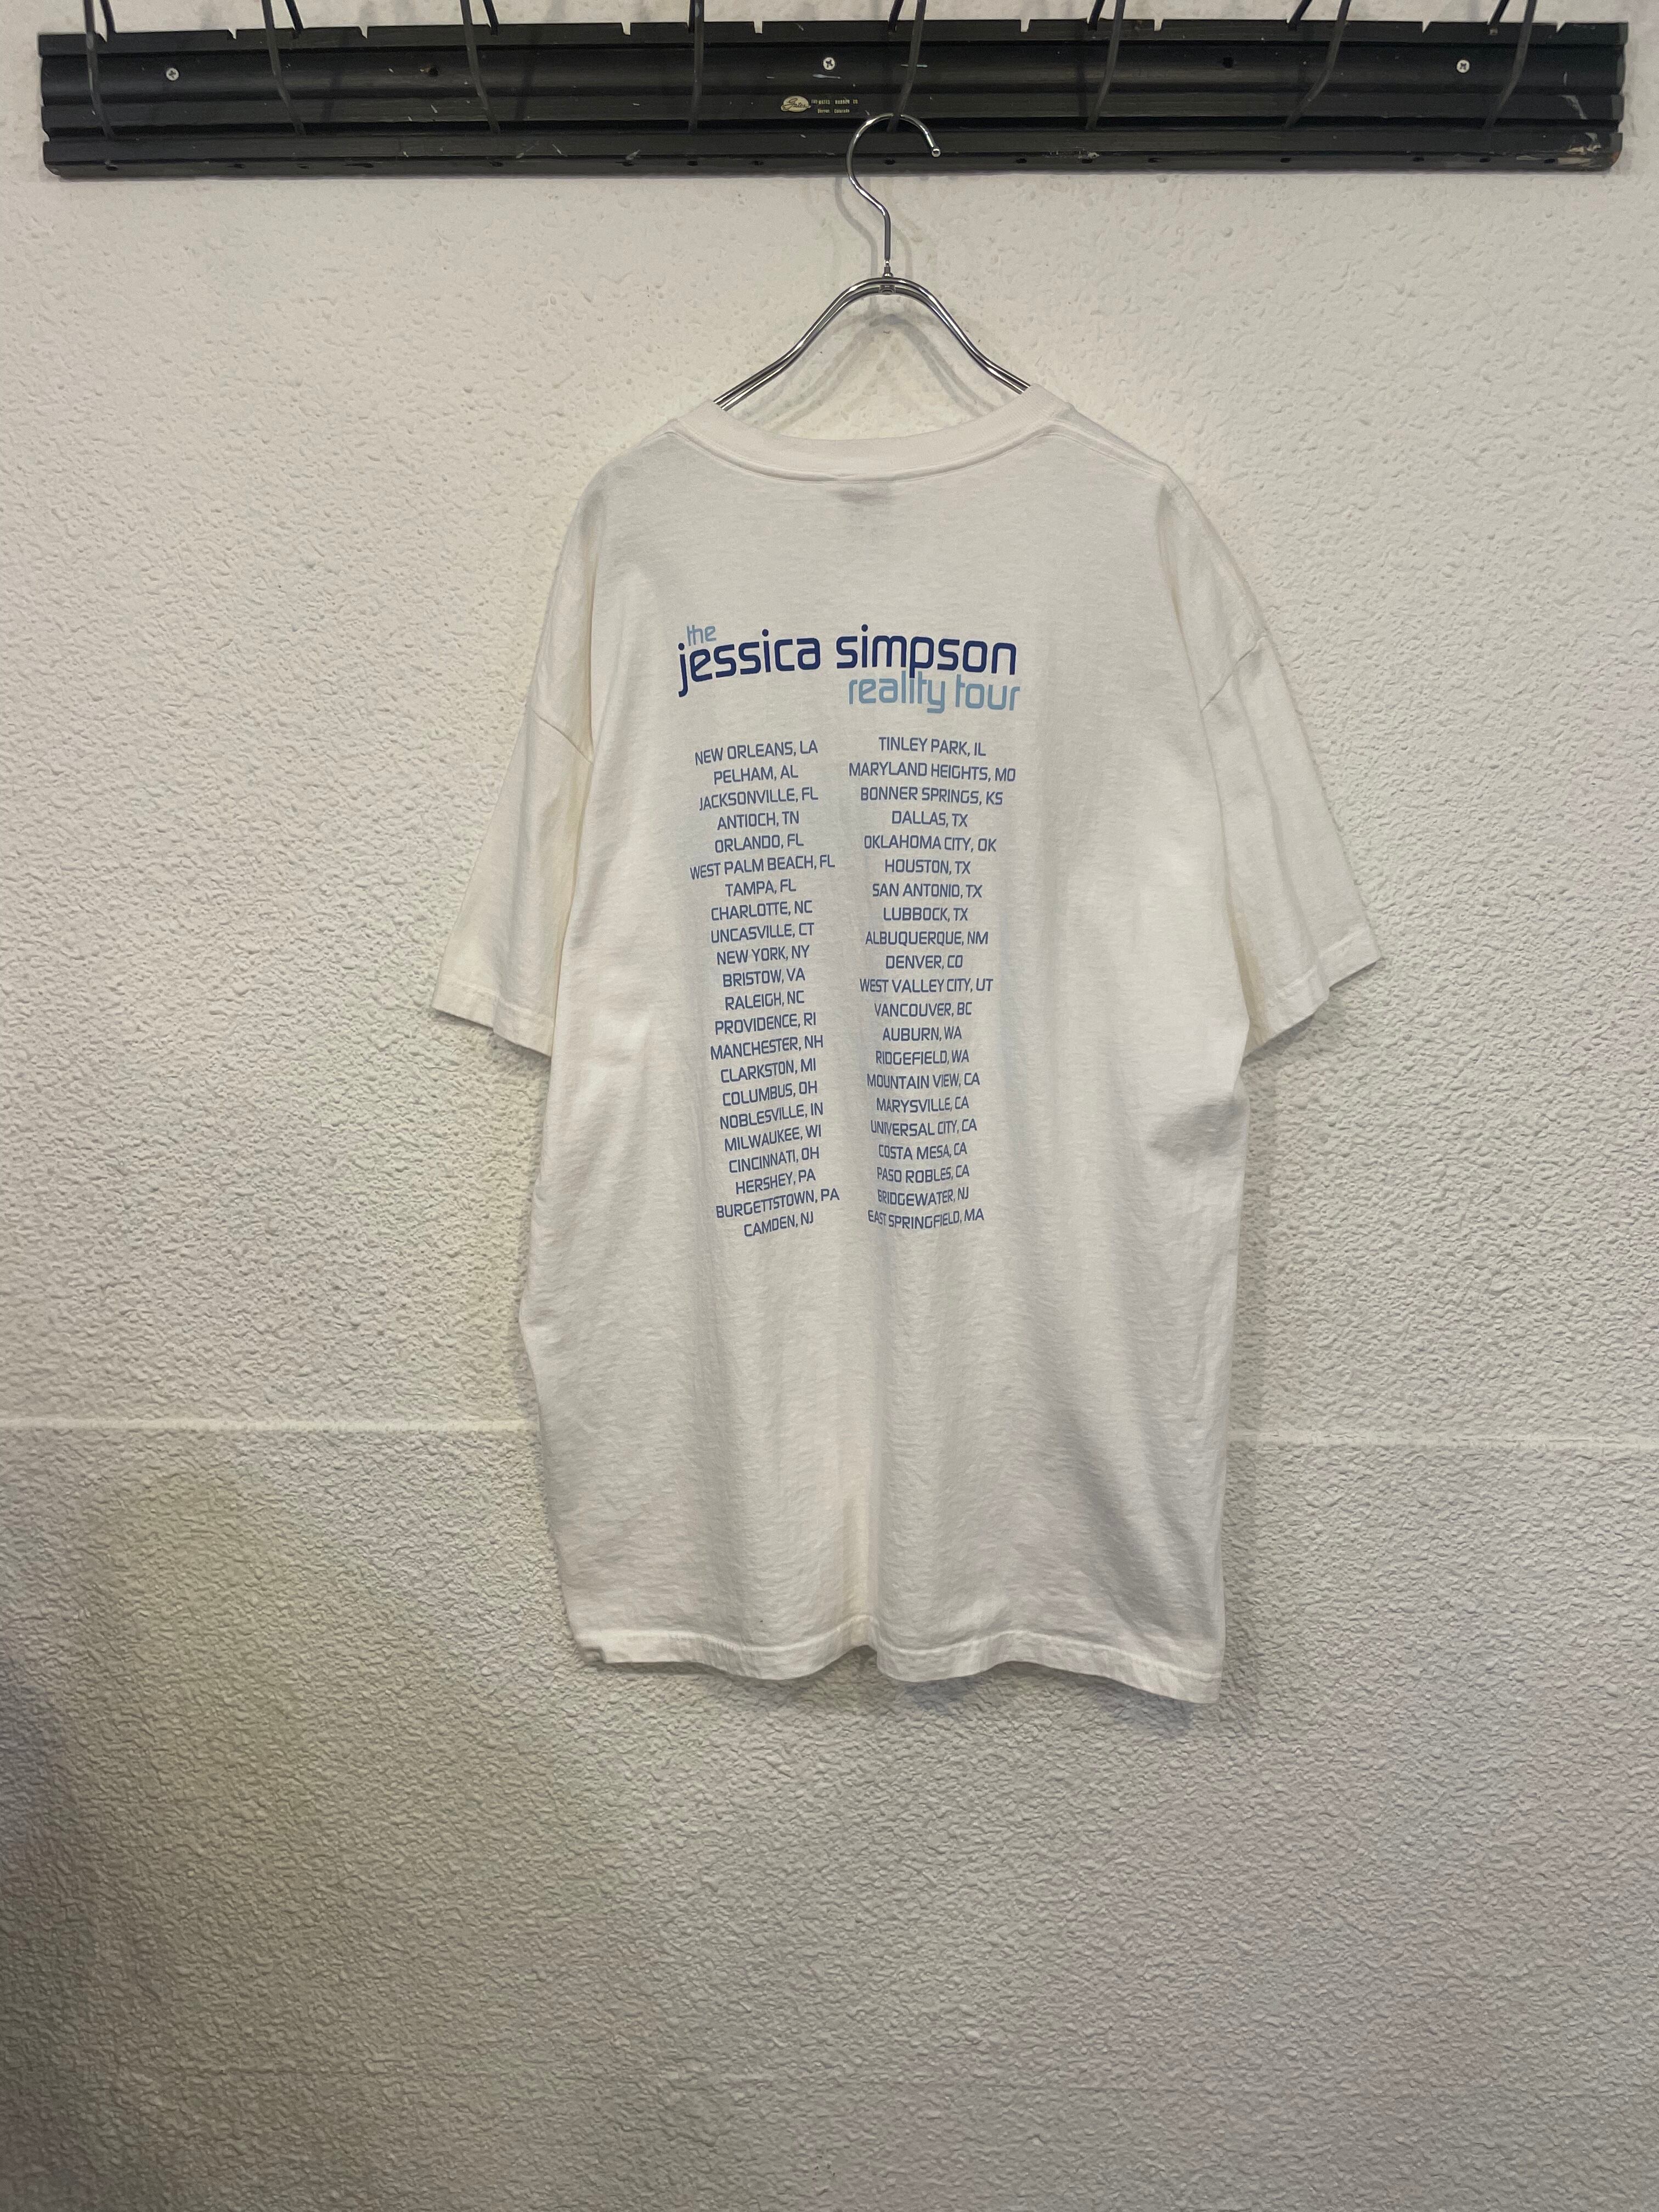 Gates
the
jessica simpson
reality tour
NEW ORLEANS, LA
PELHAM, AL
JACKSONVILLE, FL
ANTIOCH, TN
ORLANDO, FL
WEST PALM BEACH, FL
TAMPA, FL
CHARLOTTE, NC
UNCASVILLE, CT
NEW YORK, NY
BRISTOW, VA
RALEIGH, NC
PROVIDENCE, RI
MANCHESTER, NH
CLARKSTON, MI
COLUMBUS, OH
NOBLESVILLE, IN
MILWAUKEE, WI
CINCINNATI, OH
HERSHEY, PA
BURGETTSTOWN, PA
CAMDEN, NJ
TINLEY PARK, IL
MARYLAND HEIGHTS, MO
BONNER SPRINGS, KS
DALLAS, TX
OKLAHOMA CITY, OK
HOUSTON, TX
SAN ANTONIO, TX
LUBBOCK, TX
ALBUQUERQUE, NM
DENVER, CO
WEST VALLEY CITY, UT
VANCOUVER, BC
AUBURN, WA
RIDGEFIELD, WA
MOUNTAIN VIEW, CA
MARYSVILLE, CA
UNIVERSAL CITY, CA
COSTA MESA, CA
PASO ROBLES, CA
BRIDGEWATER, NJ
EAST SPRINGFIELD, MA